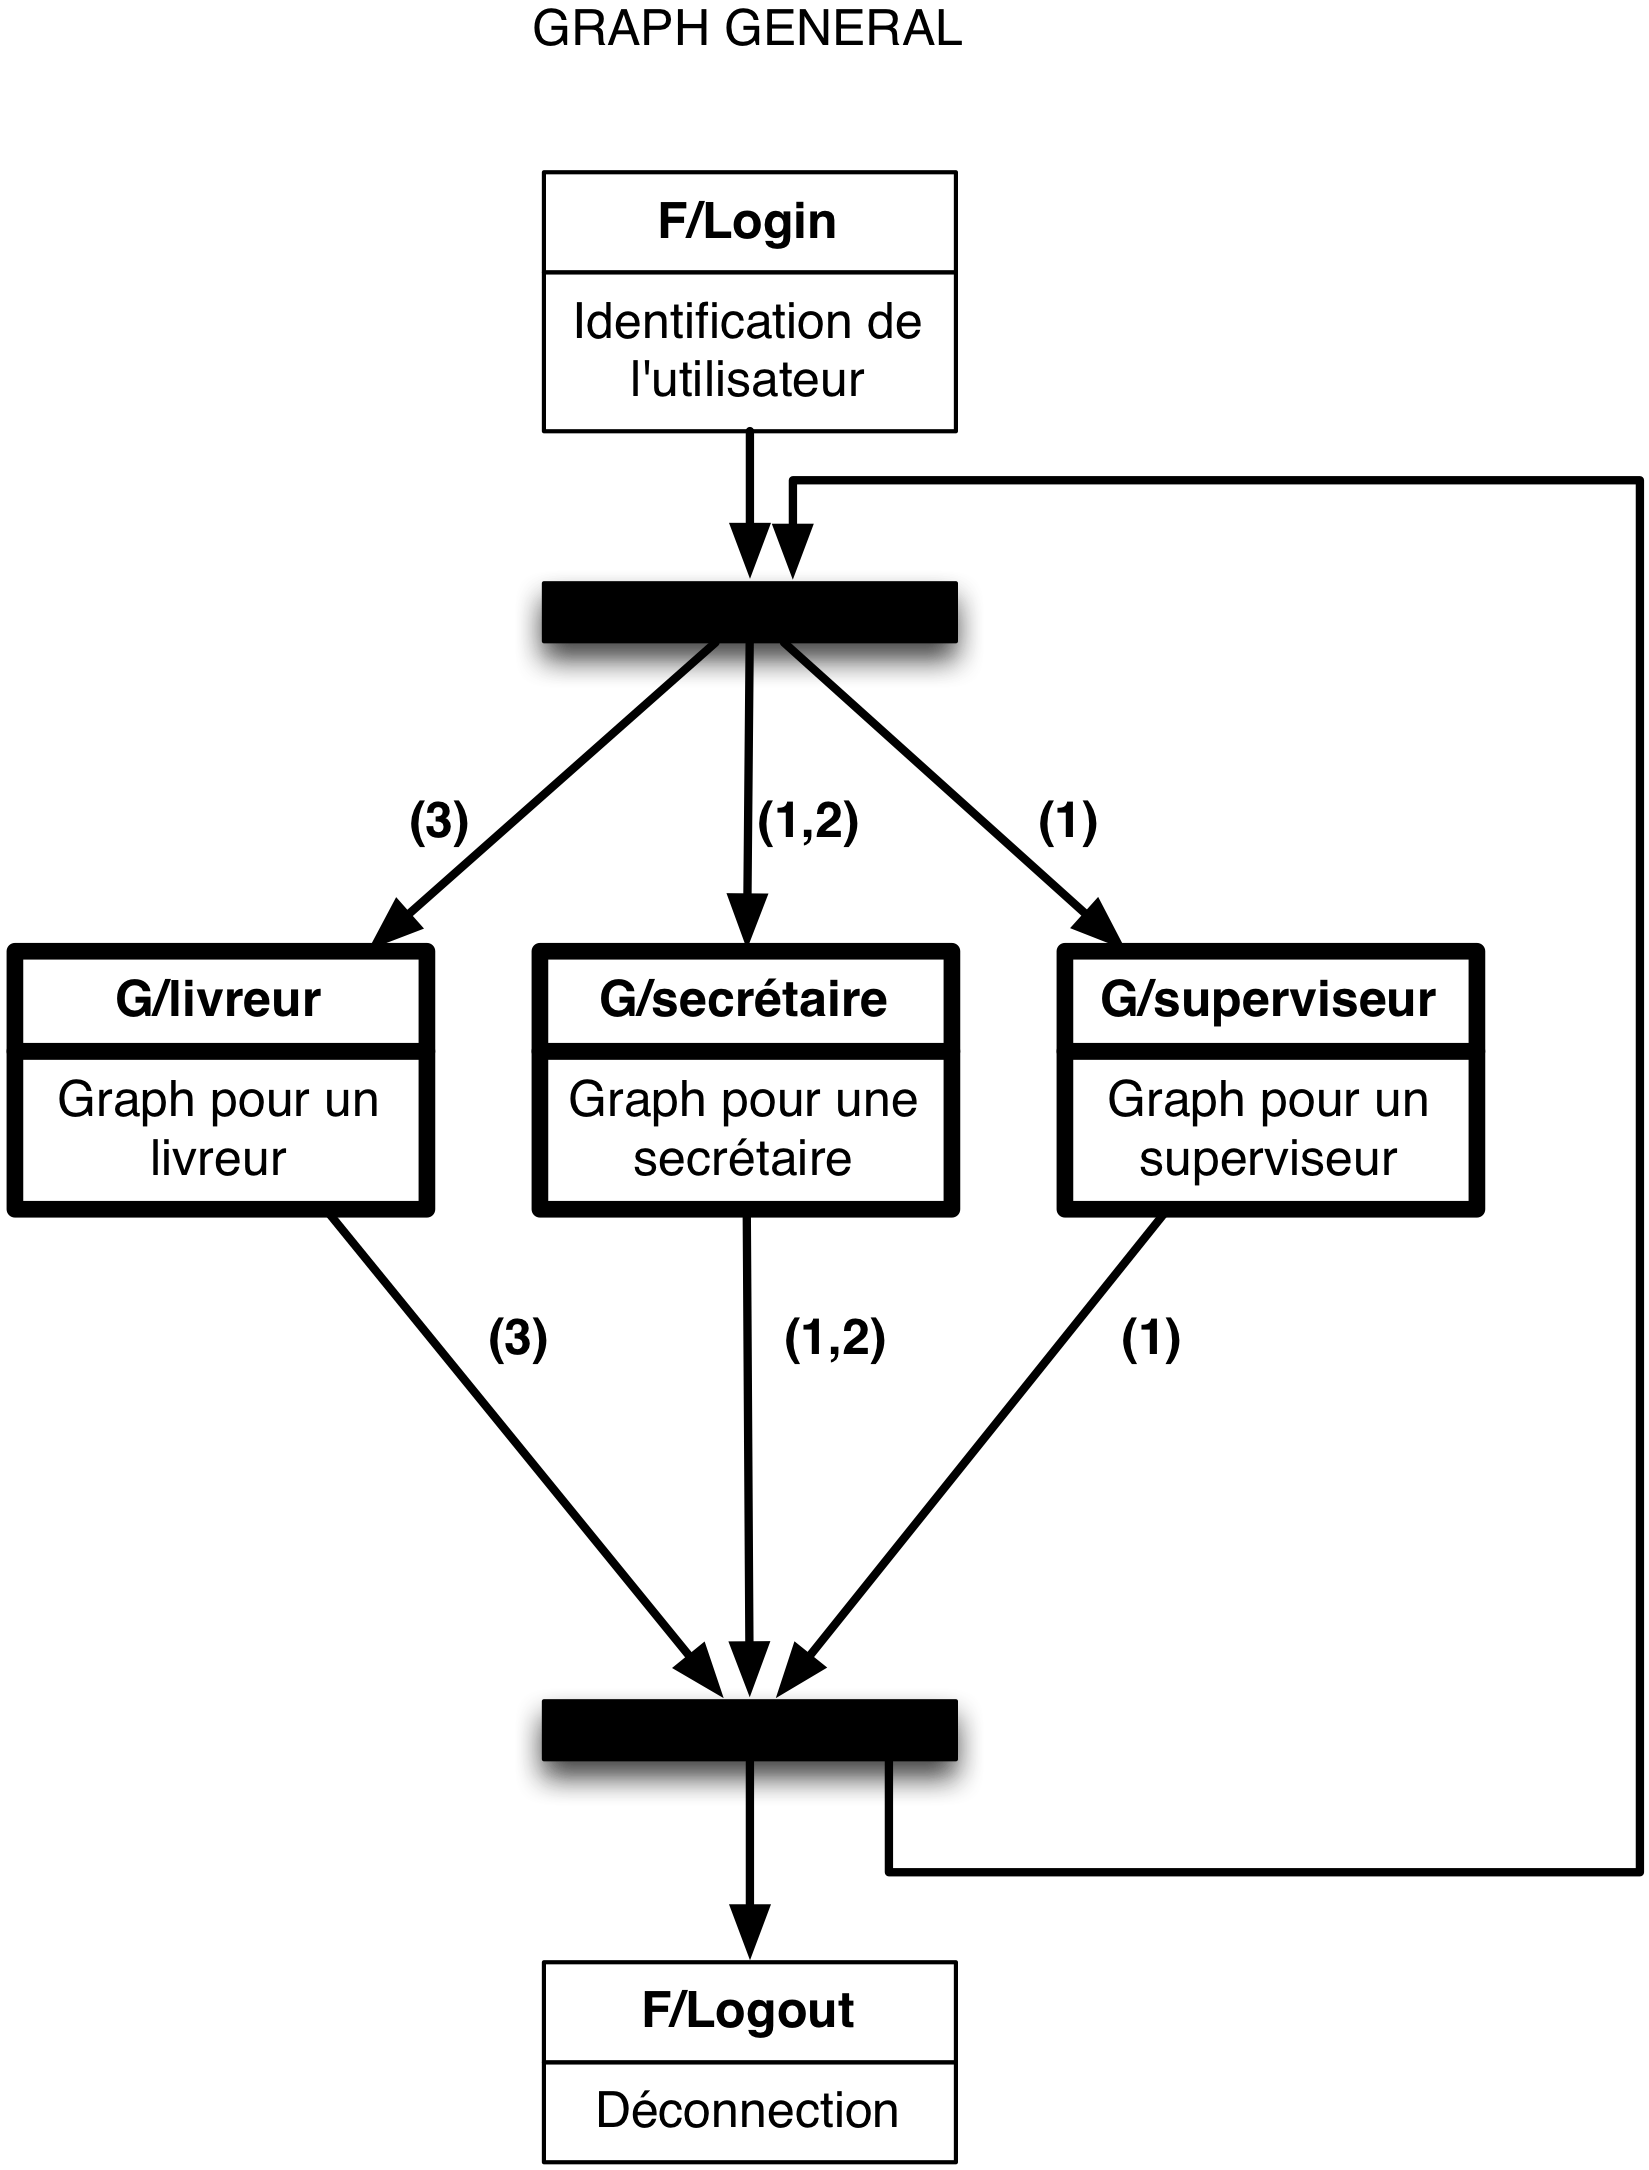 GRAPH GENERAL
F/Login
Identification de
l'utilisateur
(3)
(1,2)
(1)
G/livreur
Graph pour un
livreur
G/secrétaire
Graph pour une
secrétaire
G/superviseur
Graph pour un
superviseur
(3)
(1,2)
(1)
F/Logout
Déconnection